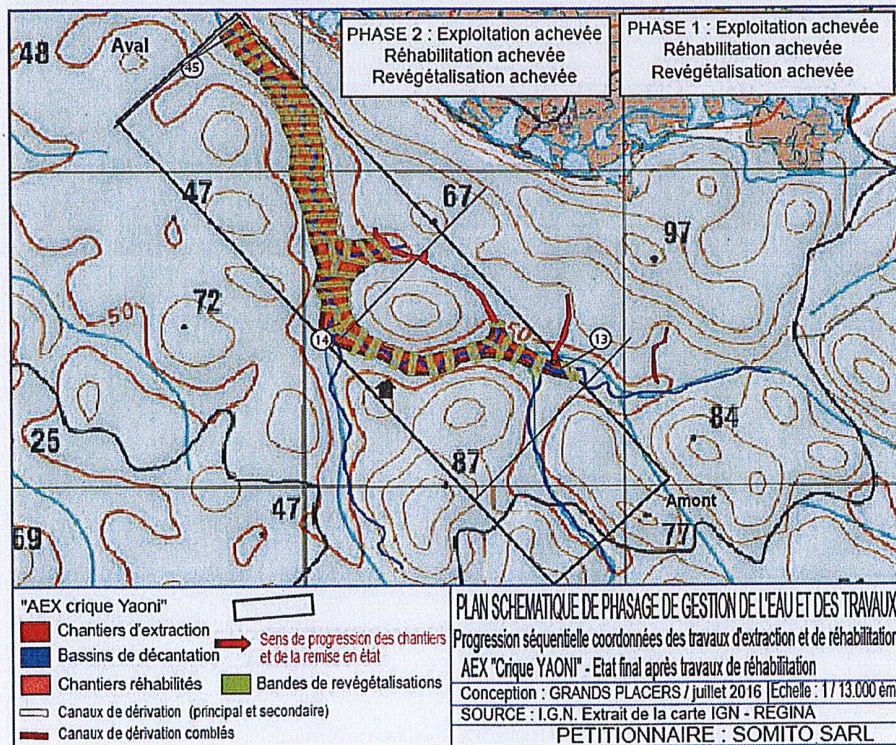 PHASE 2 : Exploitation achevée
Réhabilitation achevée
Revégétalisation achevée
PHASE 1 : Exploitation achevée
Réhabilitation achevée
Revégétalisation achevée
48
Aval
45
47
67
97
72
50
14
50
13
84
25
87
47
Amont
69
77
"AEX crique Yaoni"
Chantiers d'extraction
Bassins de décantation
Sens de progression des chantiers
et de la remise en état
Chantiers réhabilités
Bandes de revégétalisations
Canaux de dérivation (principal et secondaire)
Canaux de dérivation comblés
PLAN SCHEMATIQUE DE PHASAGE DE GESTION DE L'EAU ET DES TRAVAUX
Progression séquentielle coordonnées des travaux d'extraction et de réhabilitation
AEX "Crique YAONI" - Etat final après travaux de réhabilitation
Conception : GRANDS PLACERS / juillet 2016
Echelle : 1 / 13.000 èm
SOURCE : I.G.N. Extrait de la carte IGN - REGINA
PETITIONNAIRE : SOMITO SARL